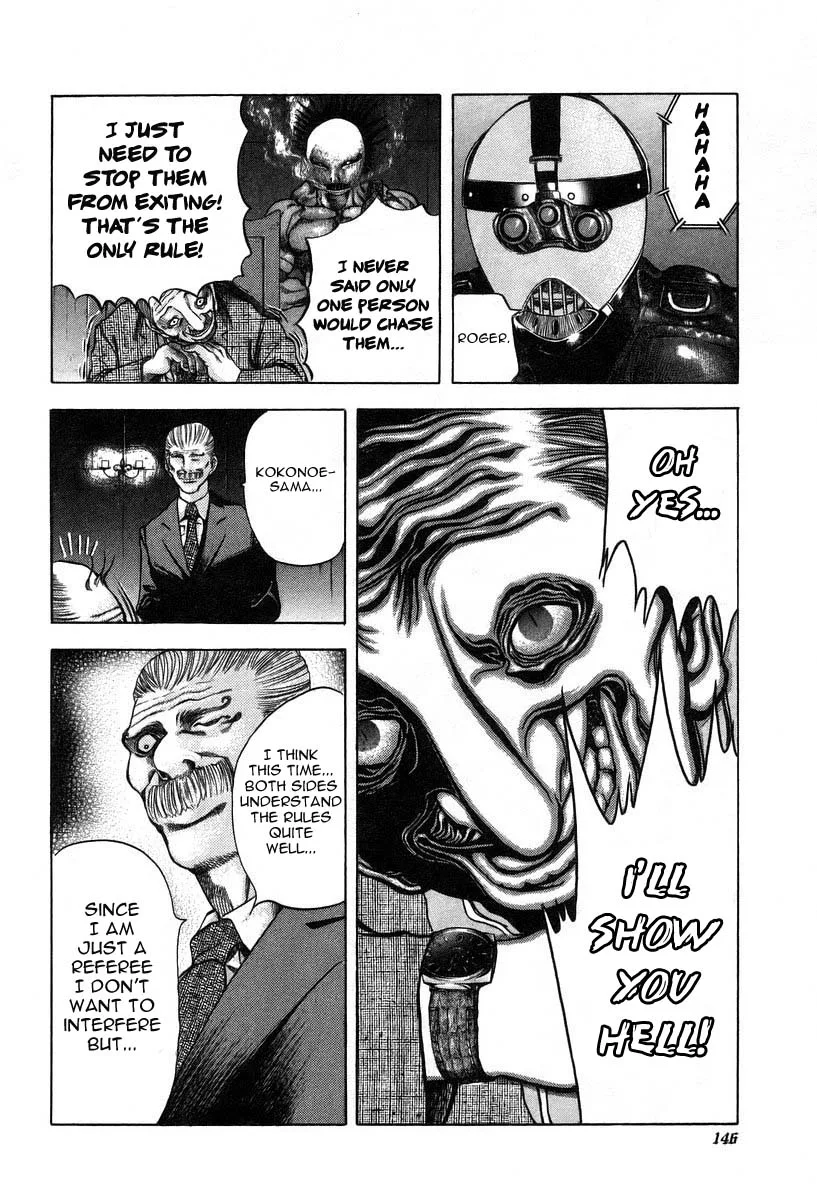 HAHAHA
ROGER.
I NEVER
SAID ONLY
ONE PERSON
WOULD CHASE
THEM...
I JUST
NEED TO
STOP THEM
FROM EXITING!
THAT'S THE
ONLY RULE!
OH
YES...
I'LL
SHOW
YOU
HELL!
KOKONOE-
SAMA...
I THINK
THIS TIME...
BOTH SIDES
UNDERSTAND
THE RULES
QUITE
WELL...
SINCE
I AM
JUST A
REFEREE
I DON'T
WANT TO
INTERFERE
BUT...
146